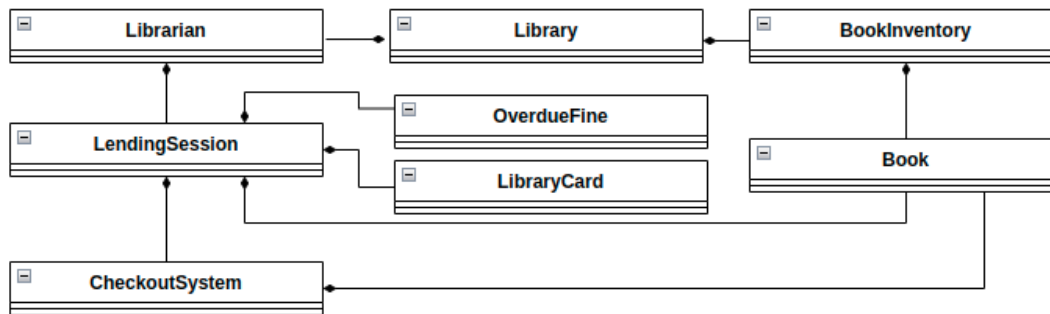 Librarian
Library
BookInventory
OverdueFine
LendingSession
Book
LibraryCard
CheckoutSystem